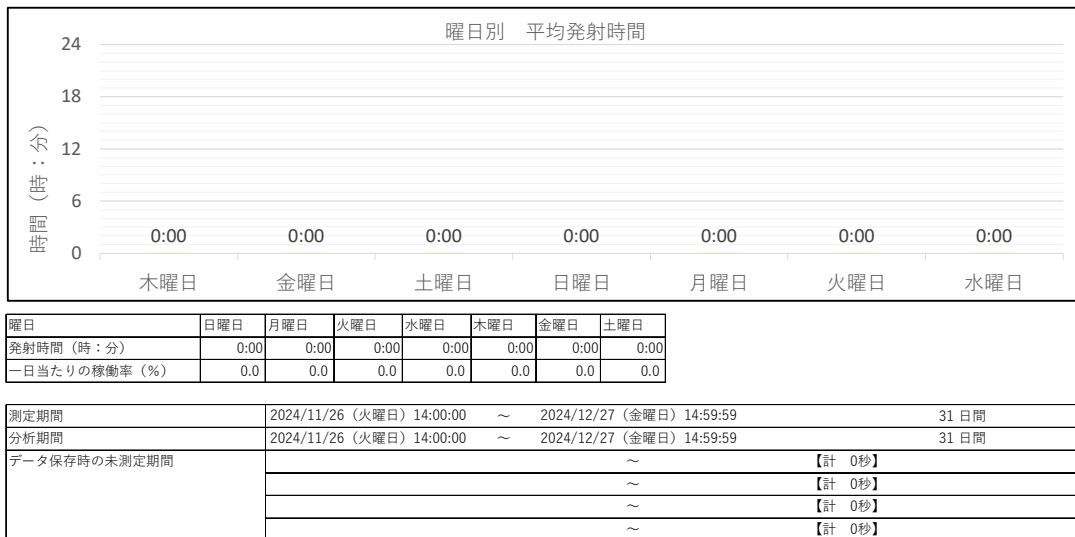 曜日別　平均発射時間
時間（時：分）
24
18
12
6
0
0:00 0:00 0:00 0:00 0:00 0:00 0:00
木曜日 金曜日 土曜日 日曜日 月曜日 火曜日 水曜日
曜日 日曜日 月曜日 火曜日 水曜日 木曜日 金曜日 土曜日
発射時間（時：分） 0:00 0:00 0:00 0:00 0:00 0:00 0:00
一日当たりの稼働率（%） 0.0 0.0 0.0 0.0 0.0 0.0 0.0
測定期間 2024/11/26（火曜日）14:00:00 ～ 2024/12/27（金曜日）14:59:59 31 日間
分析期間 2024/11/26（火曜日）14:00:00 ～ 2024/12/27（金曜日）14:59:59 31 日間
データ保存時の未測定期間 ～ 【計　0秒】
～ 【計　0秒】
～ 【計　0秒】
～ 【計　0秒】